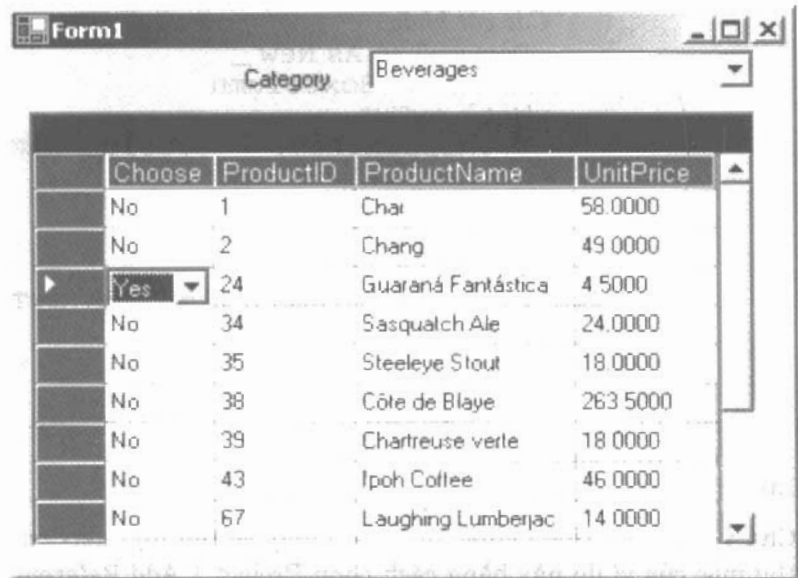 Form1
Category Beverages
Choose ProductID ProductName UnitPrice
No 1 Chai 58.0000
No 2 Chang 49.0000
Yes 24 Guaraná Fantástica 4.5000
No 34 Sasquatch Ale 24.0000
No 35 Steeleye Stout 18.0000
No 38 Côte de Blaye 263.5000
No 39 Chartreuse verte 18.0000
No 43 Ipoh Coffee 46.0000
No 67 Laughing Lumberjac 14.0000